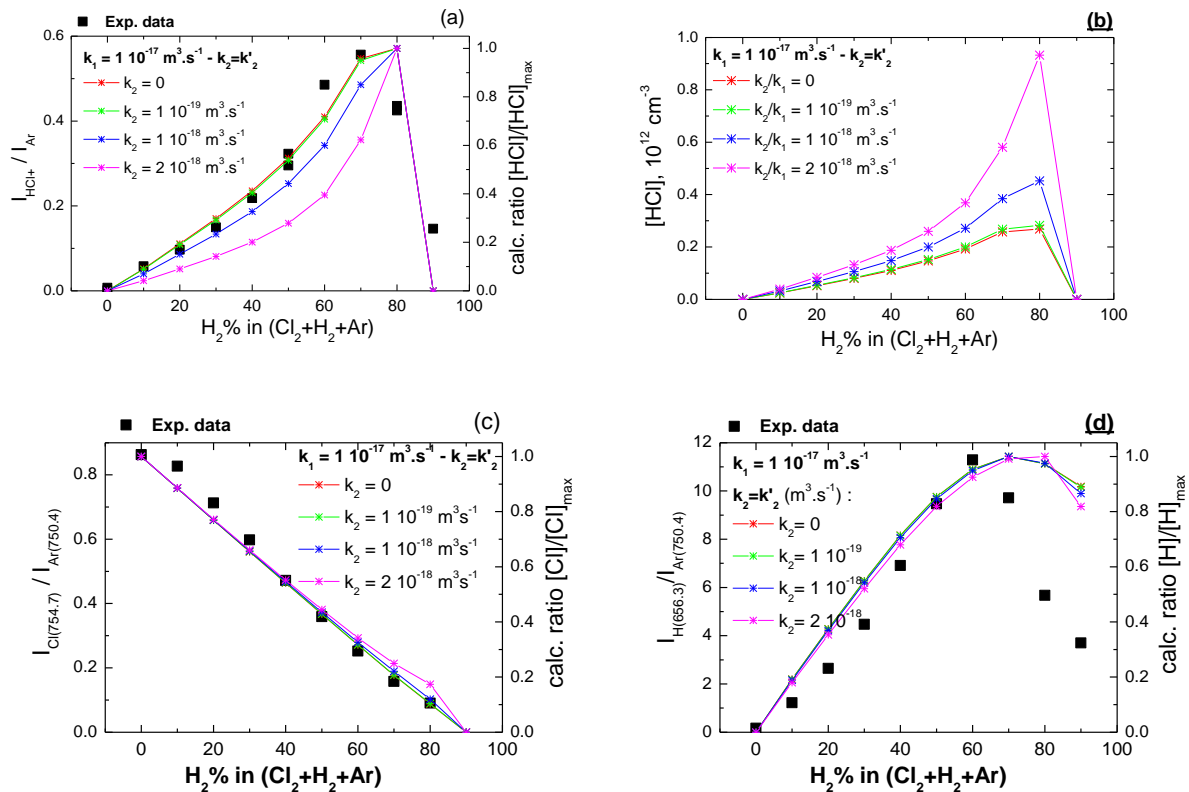 ■ Exp. data
(a)
k₁ = 1 10⁻¹⁷ m³.s⁻¹ - k₂=k'₂
k₂ = 0
k₂ = 1 10⁻¹⁹ m³.s⁻¹
k₂ = 1 10⁻¹⁸ m³.s⁻¹
k₂ = 2 10⁻¹⁸ m³.s⁻¹
0.6
0.4
0.2
0.0
I_HCl+ / I_Ar
1.0
0.8
0.6
0.4
0.2
0.0
calc. ratio [HCl]/[HCl]max
0 20 40 60 80 100
H₂% in (Cl₂+H₂+Ar)
(b)
k₁ = 1 10⁻¹⁷ m³.s⁻¹ - k₂=k'₂
k₂/k₁ = 0
k₂/k₁ = 1 10⁻¹⁹ m³.s⁻¹
k₂/k₁ = 1 10⁻¹⁸ m³.s⁻¹
k₂/k₁ = 2 10⁻¹⁸ m³.s⁻¹
1.0
0.8
0.6
0.4
0.2
0.0
[HCl], 10¹² cm⁻³
0 20 40 60 80 100
H₂% in (Cl₂+H₂+Ar)
■ Exp. data
(c)
k₁ = 1 10⁻¹⁷ m³.s⁻¹ - k₂=k'₂
k₂ = 0
k₂ = 1 10⁻¹⁹ m³s⁻¹
k₂ = 1 10⁻¹⁸ m³s⁻¹
k₂ = 2 10⁻¹⁸ m³s⁻¹
0.8
0.6
0.4
0.2
0.0
I_Cl(754.7) / I_Ar(750.4)
1.0
0.8
0.6
0.4
0.2
0.0
calc. ratio [Cl]/[Cl]max
0 20 40 60 80 100
H₂% in (Cl₂+H₂+Ar)
■ Exp. data
(d)
k₁ = 1 10⁻¹⁷ m³.s⁻¹
k₂=k'₂ (m³.s⁻¹) :
k₂= 0
k₂= 1 10⁻¹⁹
k₂= 1 10⁻¹⁸
k₂= 2 10⁻¹⁸
12
10
8
6
4
2
0
I_H(656.3)/I_Ar(750.4)
1.0
0.8
0.6
0.4
0.2
0.0
calc. ratio [H]/[H]max
0 20 40 60 80 100
H₂% in (Cl₂+H₂+Ar)